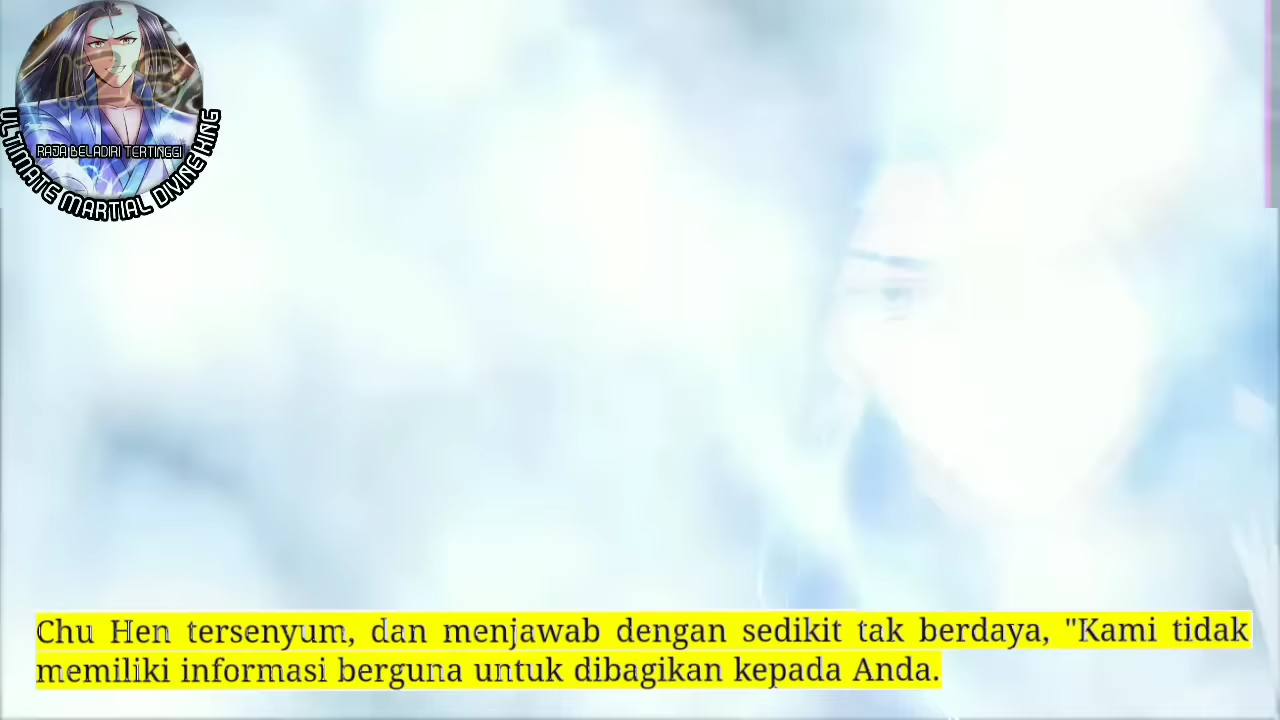 RAJA BELADIRI TERTINGGI
ULTIMATE MARTIAL DIVINE KING
Chu Hen tersenyum, dan menjawab dengan sedikit tak berdaya, "Kami tidak
memiliki informasi berguna untuk dibagikan kepada Anda.